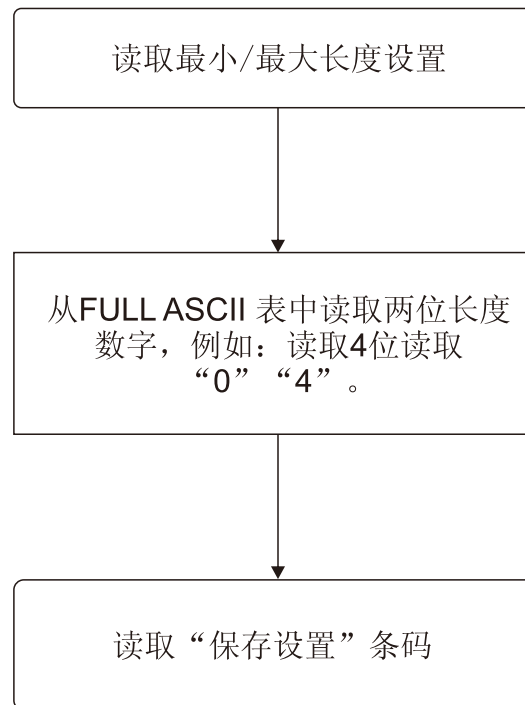 读取最小/最大长度设置
从FULL ASCII 表中读取两位长度
数字，例如：读取4位读取
“0”“4”。
读取“保存设置”条码